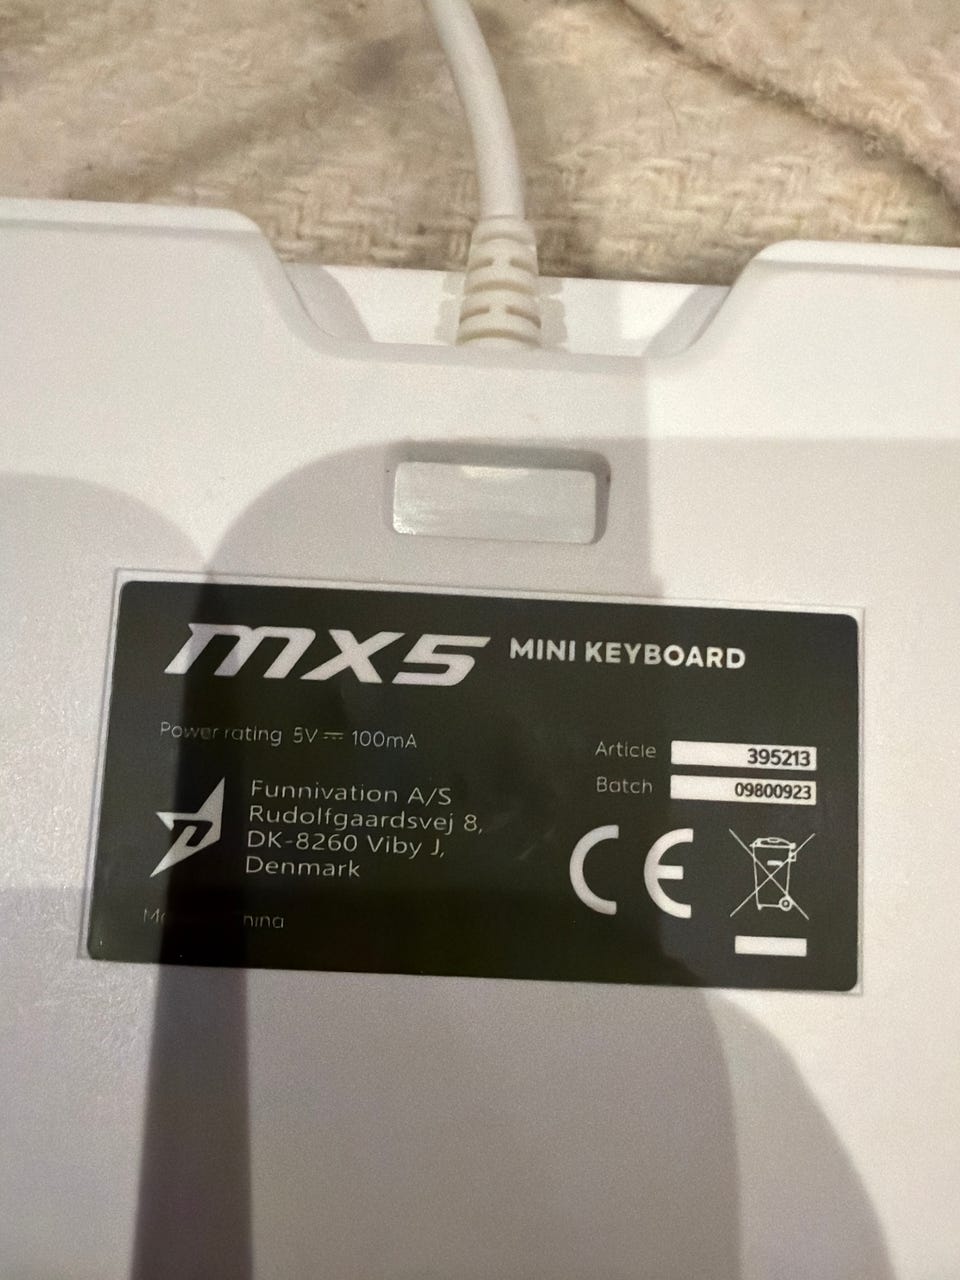 MX5 MINI KEYBOARD
Power rating 5V ⎓ 100mA
Article 395213
Batch 09800923
Funnivation A/S
Rudolfgaardsvej 8,
DK-8260 Viby J,
Denmark
CE